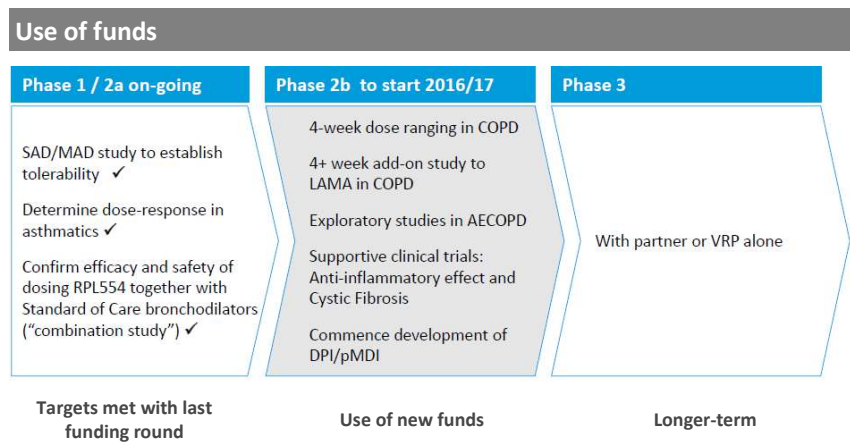 Use of funds
Phase 1 / 2a on-going
SAD/MAD study to establish
tolerability ✓
Determine dose-response in
asthmatics ✓
Confirm efficacy and safety of
dosing RPL554 together with
Standard of Care bronchodilators
(“combination study”) ✓
Targets met with last
funding round
Phase 2b to start 2016/17
4-week dose ranging in COPD
4+ week add-on study to
LAMA in COPD
Exploratory studies in AECOPD
Supportive clinical trials:
Anti-inflammatory effect and
Cystic Fibrosis
Commence development of
DPI/pMDI
Use of new funds
Phase 3
With partner or VRP alone
Longer-term